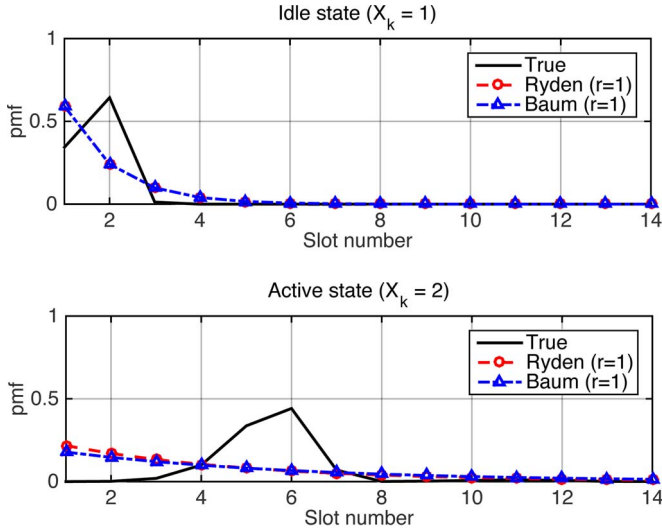 Idle state (X_k = 1)
1
0.5
0
pmf
True
Ryden (r=1)
Baum (r=1)
2 4 6 8 10 12 14
Slot number
Active state (X_k = 2)
1
0.5
0
pmf
True
Ryden (r=1)
Baum (r=1)
2 4 6 8 10 12 14
Slot number